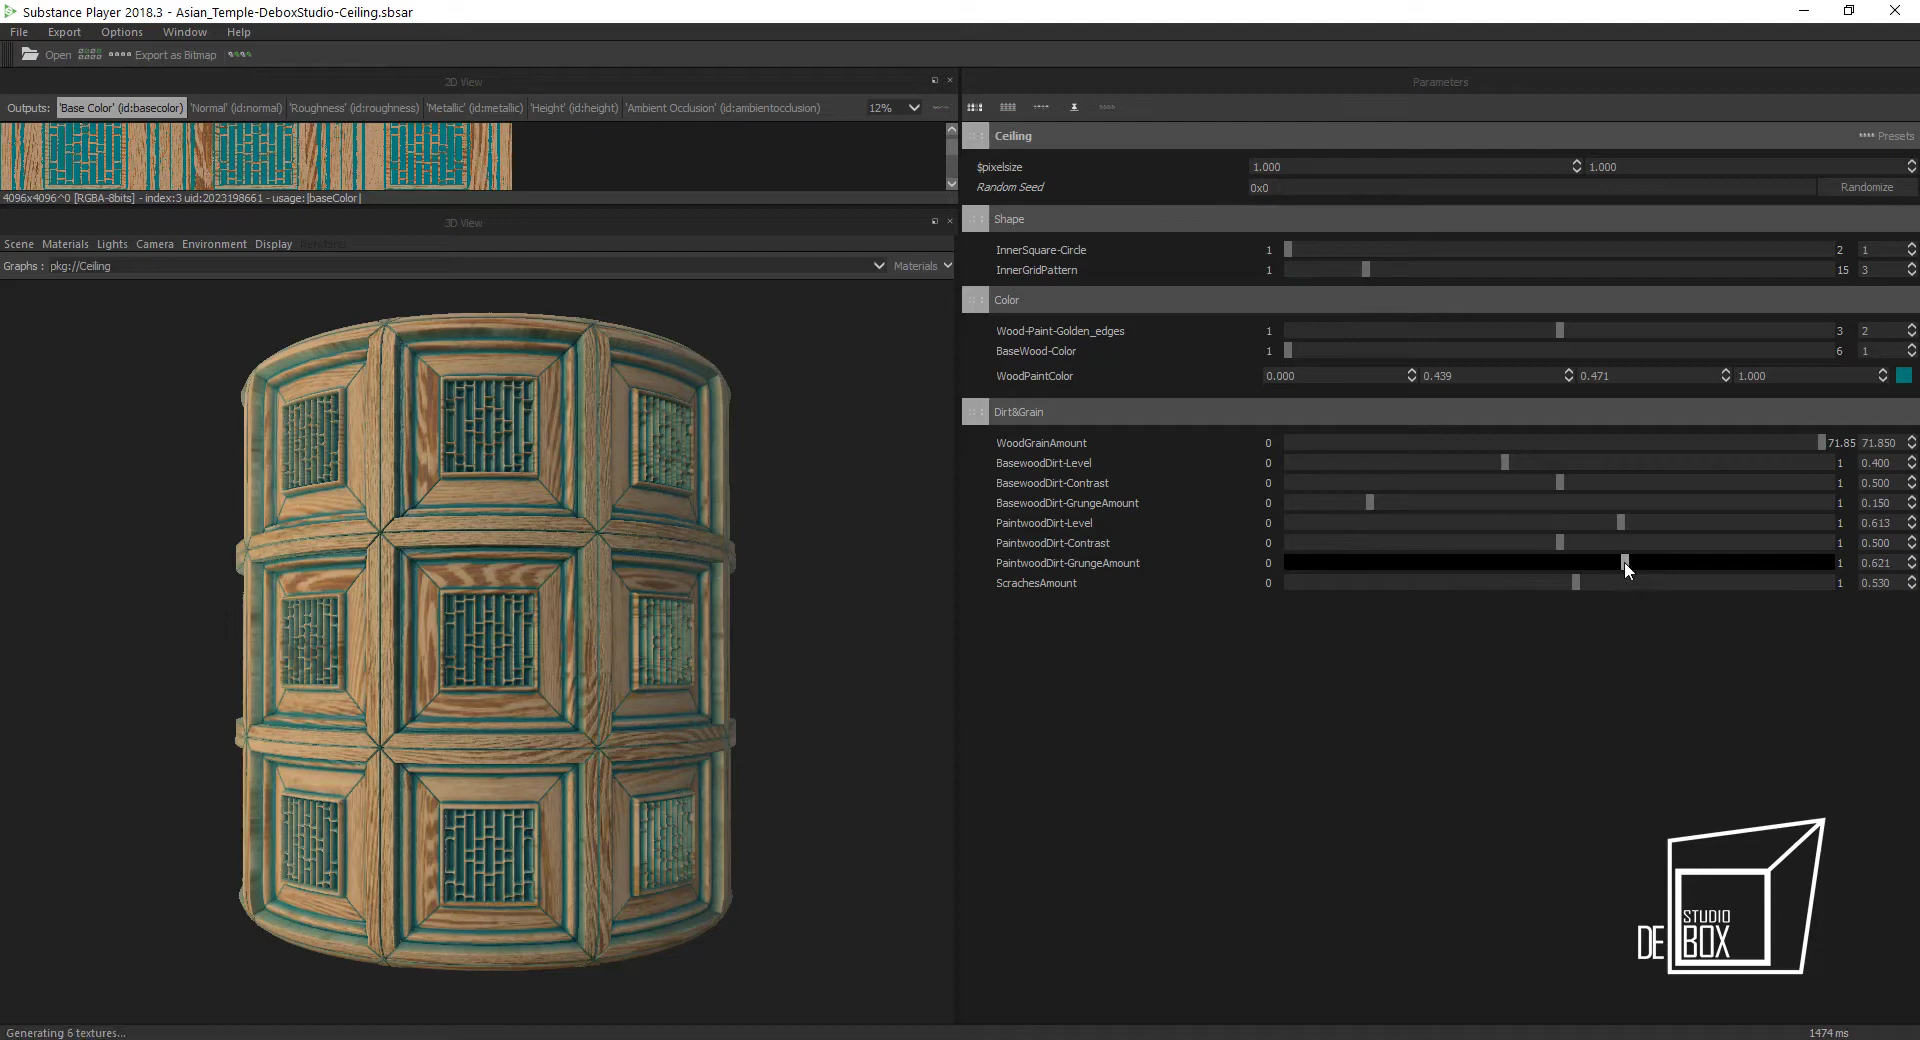 Substance Player 2018.3 - Asian_Temple-DeboxStudio-Ceiling.sbsar
File Export Options Window Help
Open Export as Bitmap
2D View
Parameters
Outputs: 'Base Color' (id:basecolor) 'Normal' (id:normal) 'Roughness' (id:roughness) 'Metallic' (id:metallic) 'Height' (id:height) 'Ambient Occlusion' (id:ambientocclusion) 12%
Ceiling Presets
$pixelsize 1.000 1.000
Random Seed 0x0 Randomize
4096x4096^0 [RGBA-8bits] - index:3 uid:2023198661 - usage: |baseColor|
Shape
3D View
Scene Materials Lights Camera Environment Display
Graphs : pkg://Ceiling Materials
InnerSquare-Circle 1 2 1
InnerGridPattern 1 15 3
Color
Wood-Paint-Golden_edges 1 3 2
BaseWood-Color 1 6 1
WoodPaintColor 0.000 0.439 0.471 1.000
Dirt&Grain
WoodGrainAmount 0 71.85 71.850
BasewoodDirt-Level 0 1 0.400
BasewoodDirt-Contrast 0 1 0.500
BasewoodDirt-GrungeAmount 0 1 0.150
PaintwoodDirt-Level 0 1 0.613
PaintwoodDirt-Contrast 0 1 0.500
PaintwoodDirt-GrungeAmount 0 1 0.621
ScrachesAmount 0 1 0.530
STUDIO
DE BOX
Generating 6 textures... 1474 ms